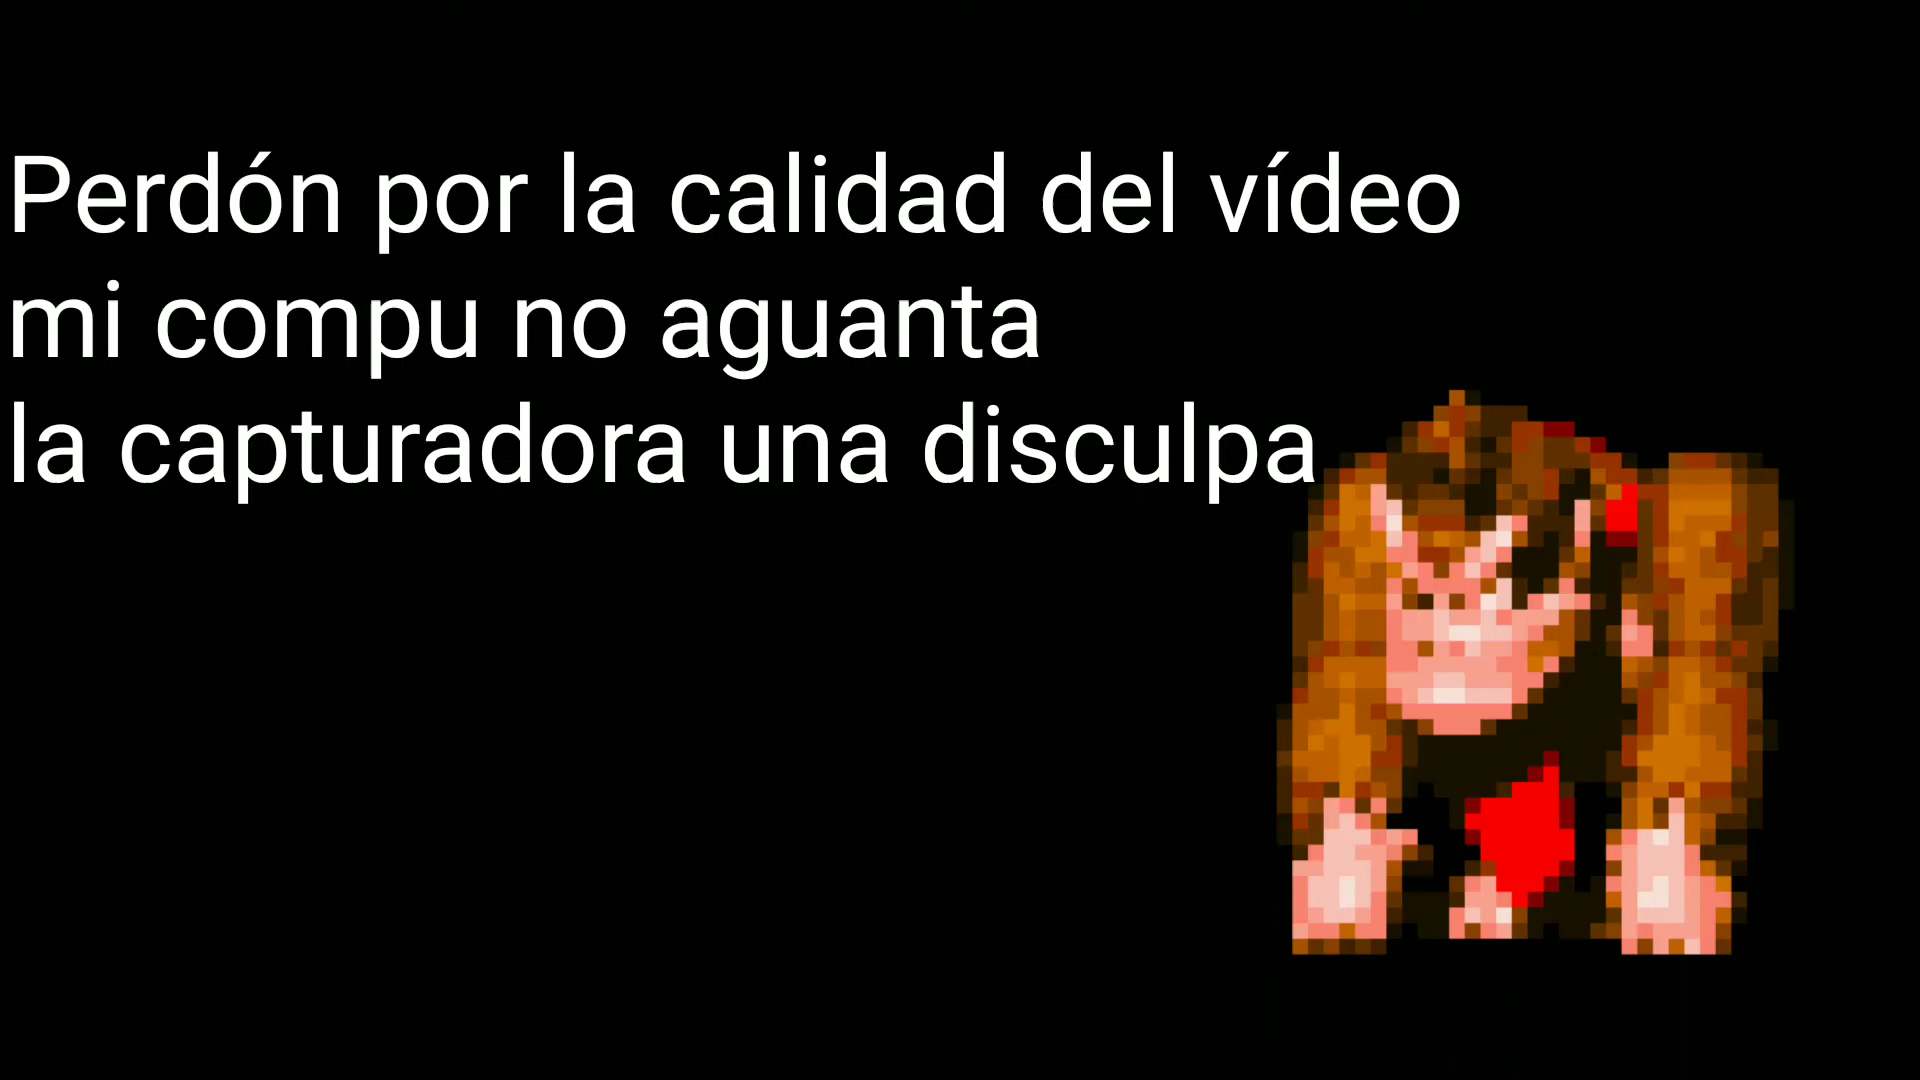 Perdón por la calidad del vídeo
mi compu no aguanta
la capturadora una disculpa